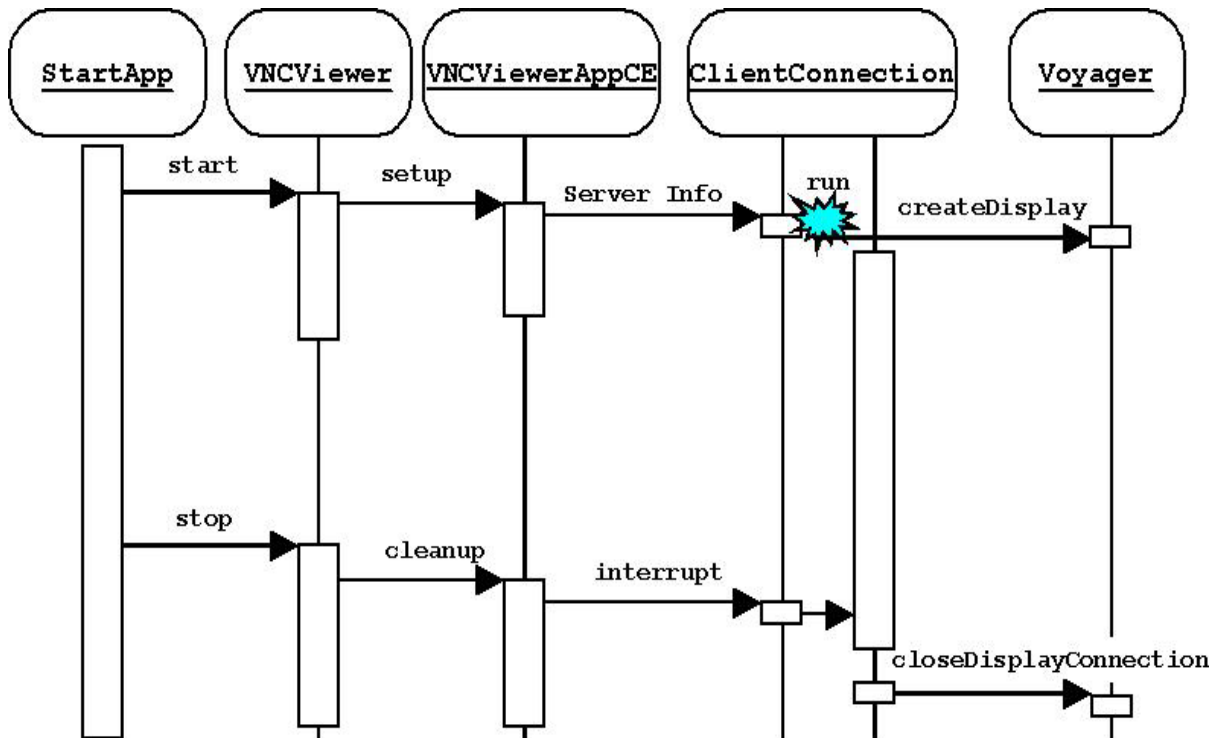 StartApp
VNCViewer
VNCViewerAppCE
ClientConnection
Voyager
start
setup
Server Info
run
createDisplay
stop
cleanup
interrupt
closeDisplayConnection